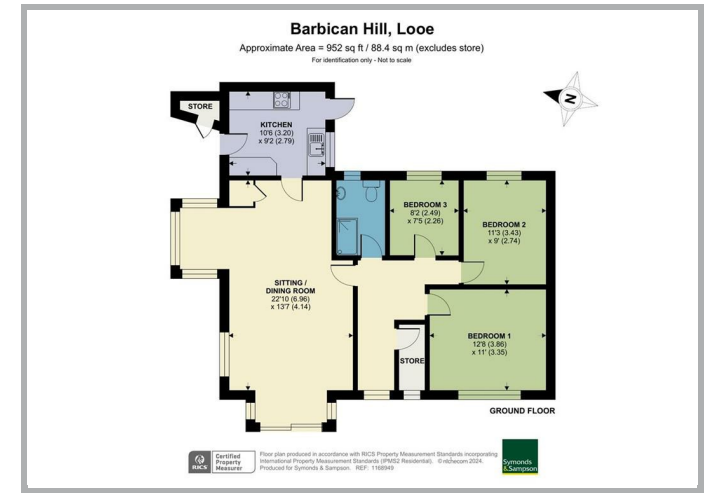 Barbican Hill, Looe
Approximate Area = 952 sq ft / 88.4 sq m (excludes store)
For identification only - Not to scale
N
STORE
KITCHEN
10'6 (3.20)
x 9'2 (2.79)
BEDROOM 3
8'2 (2.49)
x 7'5 (2.26)
BEDROOM 2
11'3 (3.43)
x 9' (2.74)
SITTING /
DINING ROOM
22'10 (6.96)
x 13'7 (4.14)
BEDROOM 1
12'8 (3.86)
x 11' (3.35)
STORE
GROUND FLOOR
RICS
Certified
Property
Measurer
Floor plan produced in accordance with RICS Property Measurement Standards incorporating
International Property Measurement Standards (IPMS2 Residential). © nichecom 2024.
Produced for Symonds & Sampson. REF: 1168949
Symonds
&Sampson